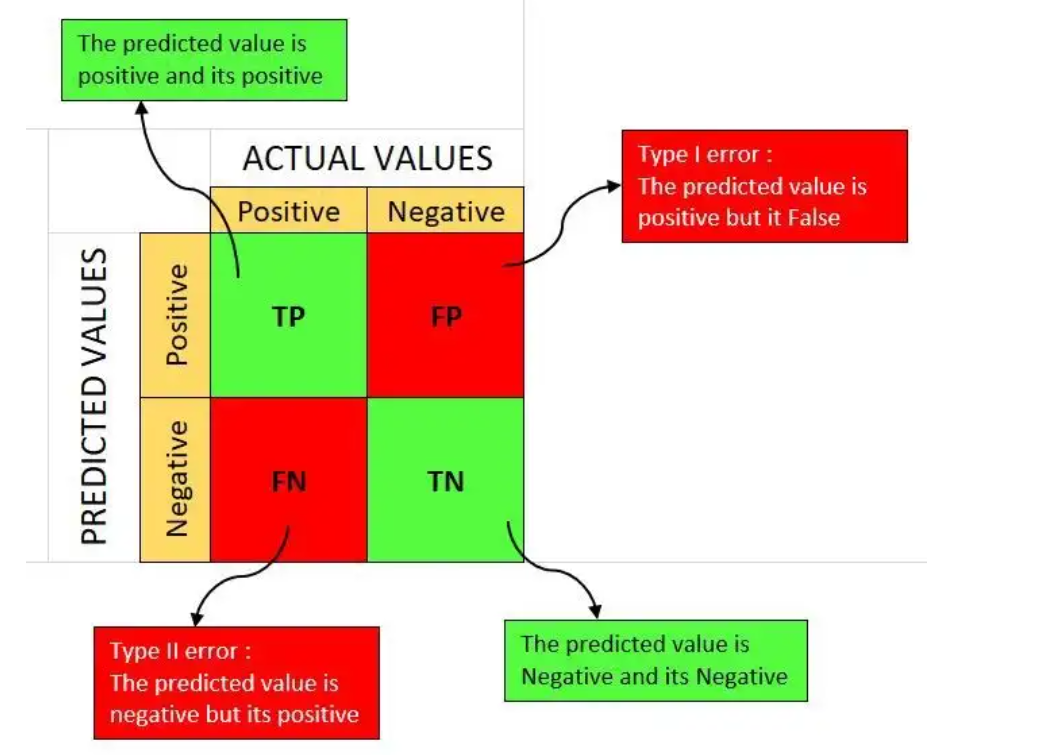 The predicted value is
positive and its positive
ACTUAL VALUES
Type I error :
The predicted value is
positive but it False
Positive
Negative
PREDICTED VALUES
Positive
TP
FP
Negative
FN
TN
Type II error :
The predicted value is
negative but its positive
The predicted value is
Negative and its Negative